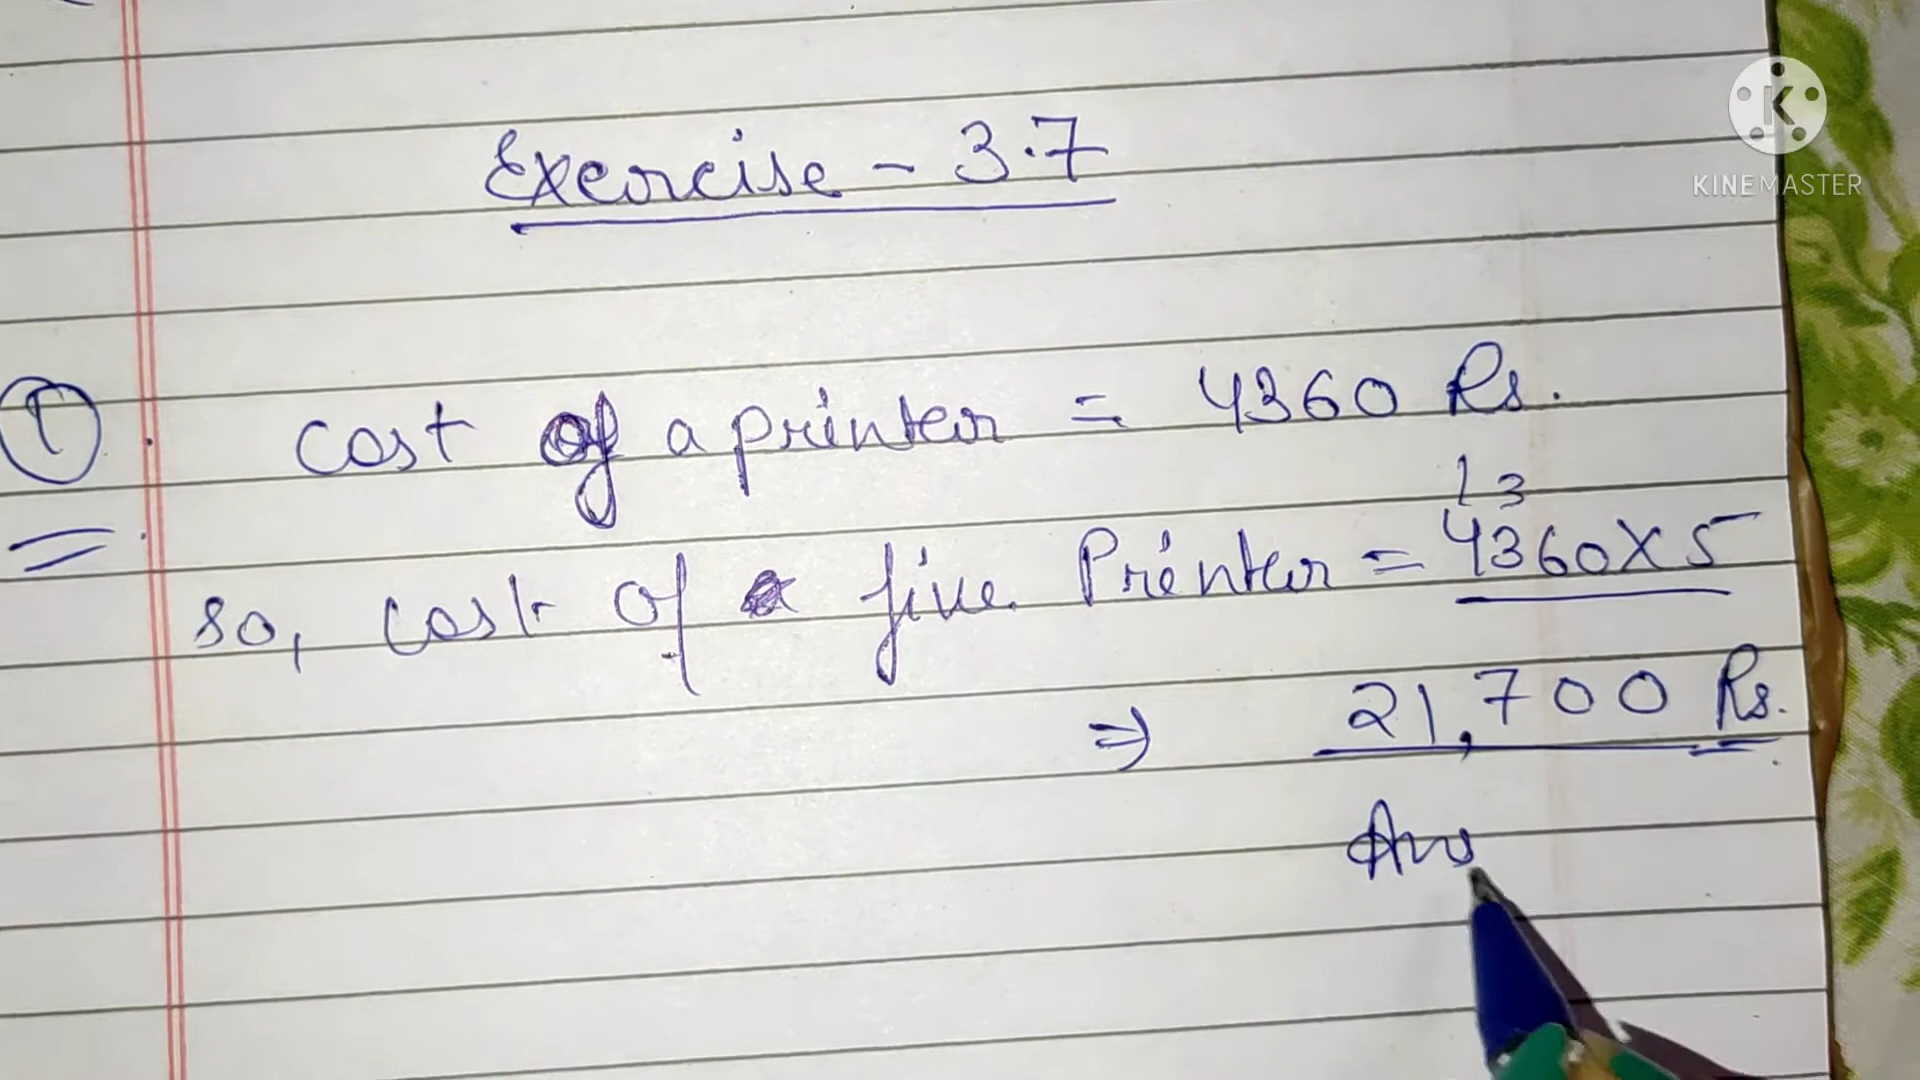 Exercise - 3.7
K
KINEMASTER
1. Cost of a printer = 4360 Rs.
1 3
so, cost of five Printer = 4360 X 5
⇒ 21,700 Rs.
Ans